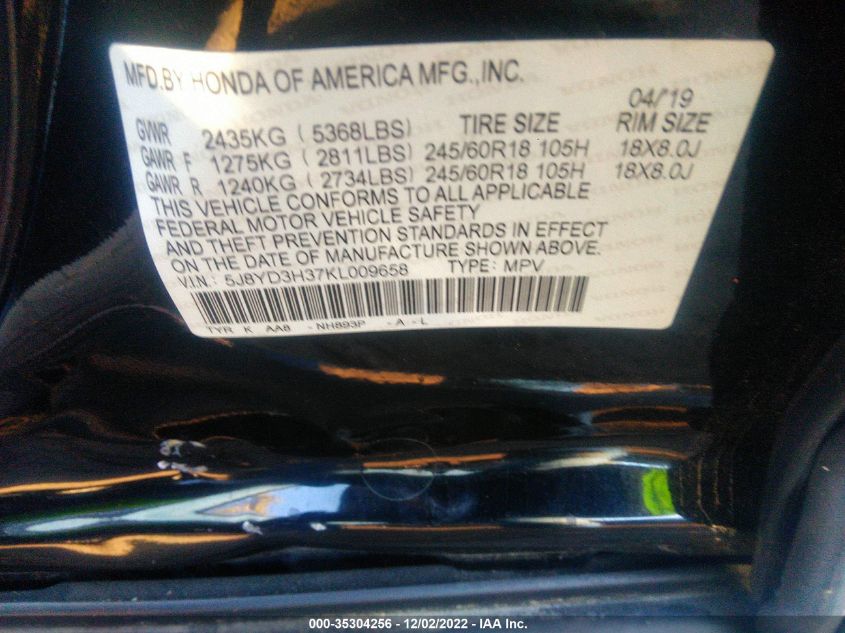 MFD.BY HONDA OF AMERICA MFG.,INC.
04/'19
GVWR 2435KG ( 5368LBS) TIRE SIZE RIM SIZE
GAWR F 1275KG ( 2811LBS) 245/60R18 105H 18X8.0J
GAWR R 1240KG ( 2734LBS) 245/60R18 105H 18X8.0J
THIS VEHICLE CONFORMS TO ALL APPLICABLE
FEDERAL MOTOR VEHICLE SAFETY
AND THEFT PREVENTION STANDARDS IN EFFECT
ON THE DATE OF MANUFACTURE SHOWN ABOVE.
V.I.N.: 5J8YD3H37KL009658 TYPE: MPV
TYR K AA8 - NH893P - A - L
000-35304256 - 12/02/2022 - IAA Inc.